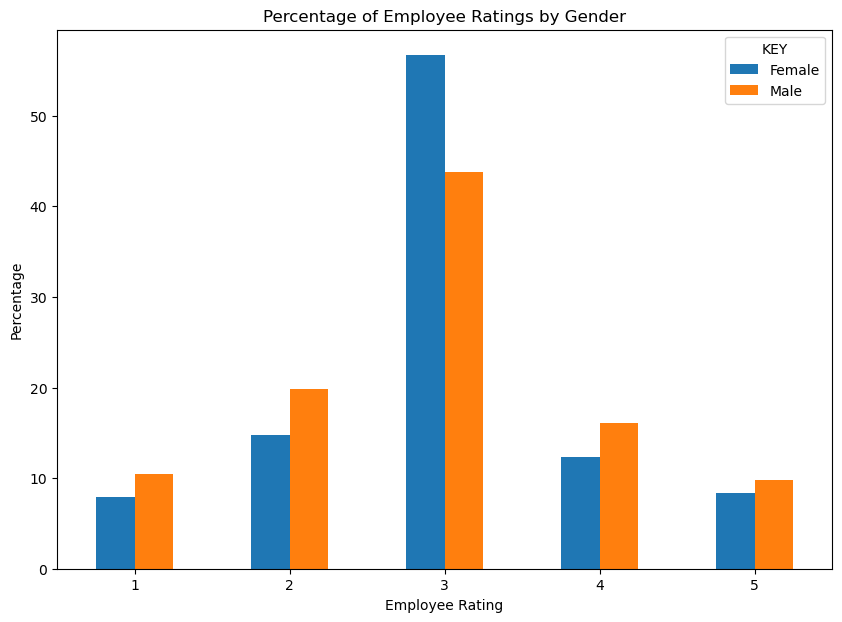 Percentage of Employee Ratings by Gender
KEY
Female
Male
50
40
30
20
10
0
Percentage
1 2 3 4 5
Employee Rating